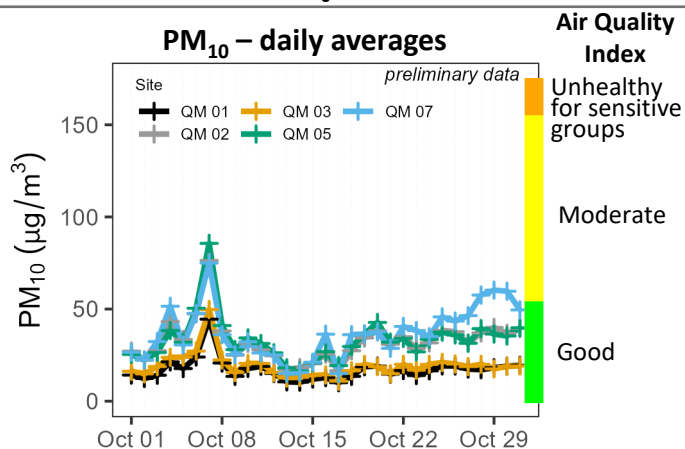 PM10 – daily averages
Air Quality
Index
preliminary data
Site
QM 01
QM 03
QM 07
QM 02
QM 05
Unhealthy
for sensitive
groups
Moderate
Good
PM10 (μg/m3)
150
100
50
0
Oct 01
Oct 08
Oct 15
Oct 22
Oct 29